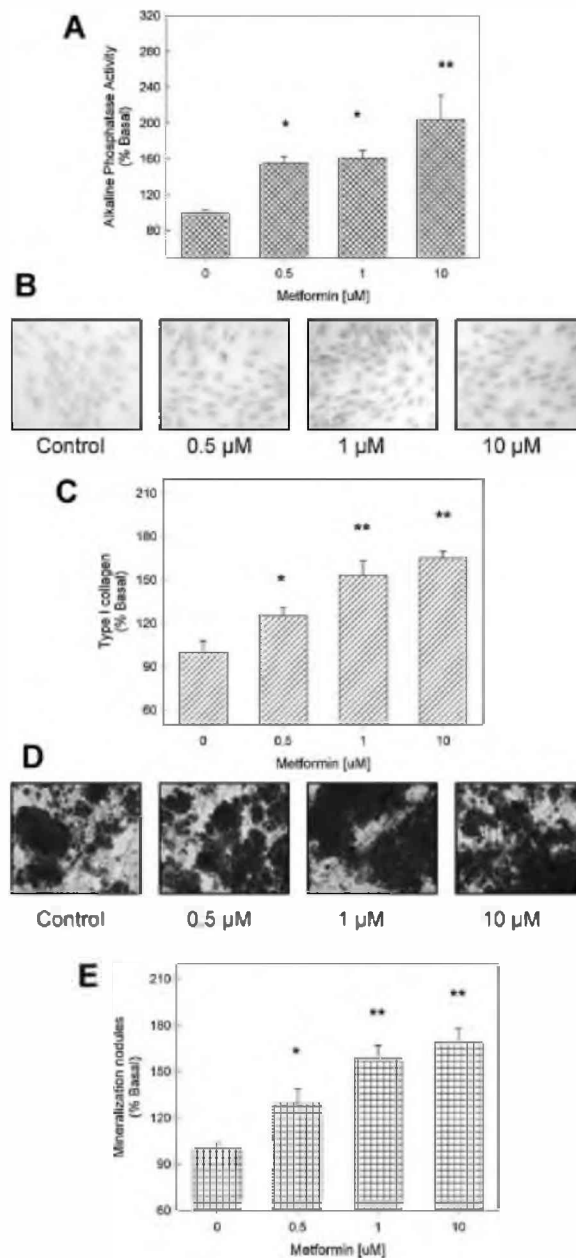 A
Alkaline Phosphatase Activity
(% Basal)
320
280
240
200
160
120
80
*
*
**
0 0.5 1 10
Metformin [uM]
B
Control 0.5 µM 1 µM 10 µM
C
Type I collagen
(% Basal)
210
180
150
120
90
60
*
**
**
0 0.5 1 10
Metformin [uM]
D
Control 0.5 µM 1 µM 10 µM
E
Mineralization nodules
(% Basal)
210
180
150
120
90
60
*
**
**
0 0.5 1 10
Metformin [uM]